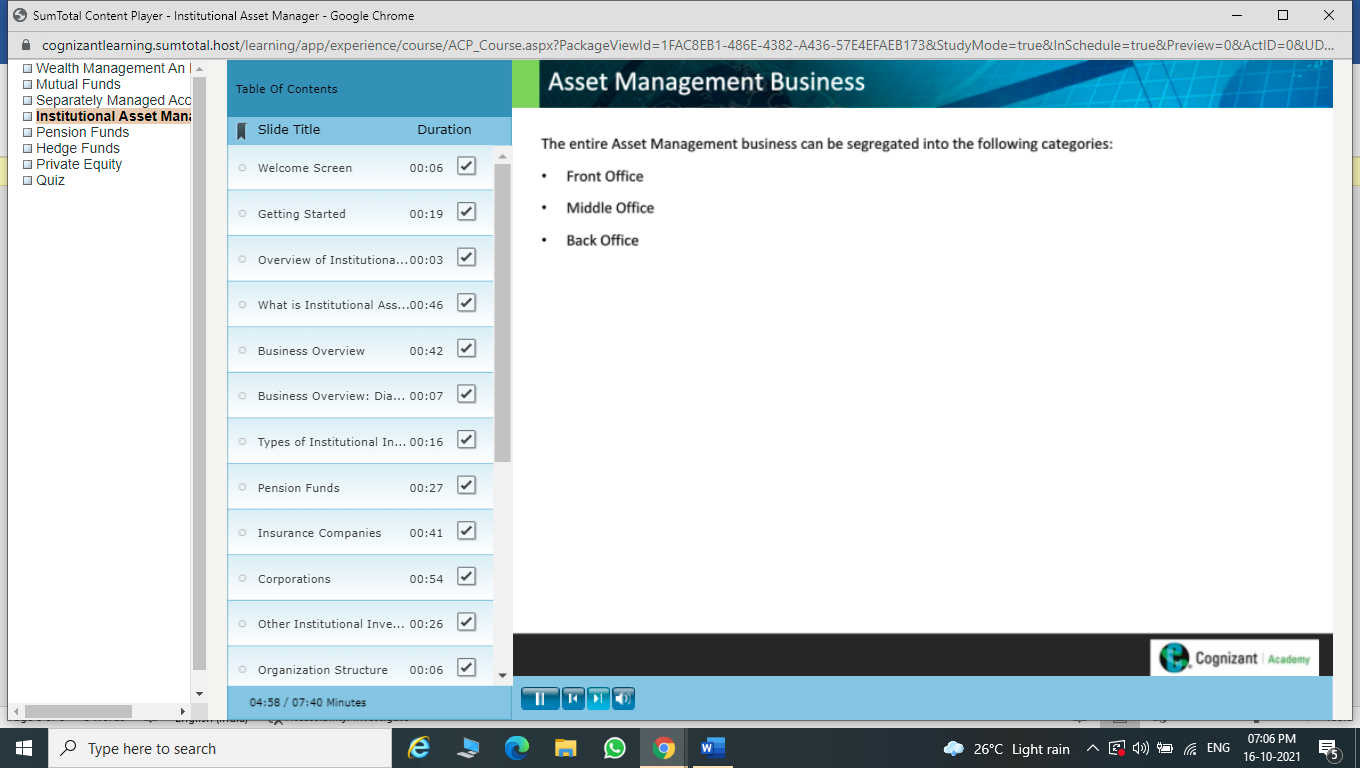 SumTotal Content Player - Institutional Asset Manager - Google Chrome
cognizantlearning.sumtotal.host/learning/app/experience/course/ACP_Course.aspx?PackageViewId=1FAC8EB1-486E-4382-A436-57E4EFAEB173&StudyMode=true&InSchedule=true&Preview=0&ActID=0&UD...
Wealth Management An
Mutual Funds
Separately Managed Acc
Institutional Asset Mana
Pension Funds
Hedge Funds
Private Equity
Quiz
Table Of Contents
Slide Title Duration
Welcome Screen 00:06
Getting Started 00:19
Overview of Institutiona...00:03
What is Institutional Ass...00:46
Business Overview 00:42
Business Overview: Dia... 00:07
Types of Institutional In... 00:16
Pension Funds 00:27
Insurance Companies 00:41
Corporations 00:54
Other Institutional Inve... 00:26
Organization Structure 00:06
04:58 / 07:40 Minutes
Asset Management Business
The entire Asset Management business can be segregated into the following categories:
• Front Office
• Middle Office
• Back Office
Cognizant | Academy
Type here to search
26°C Light rain
ENG
07:06 PM
16-10-2021
5